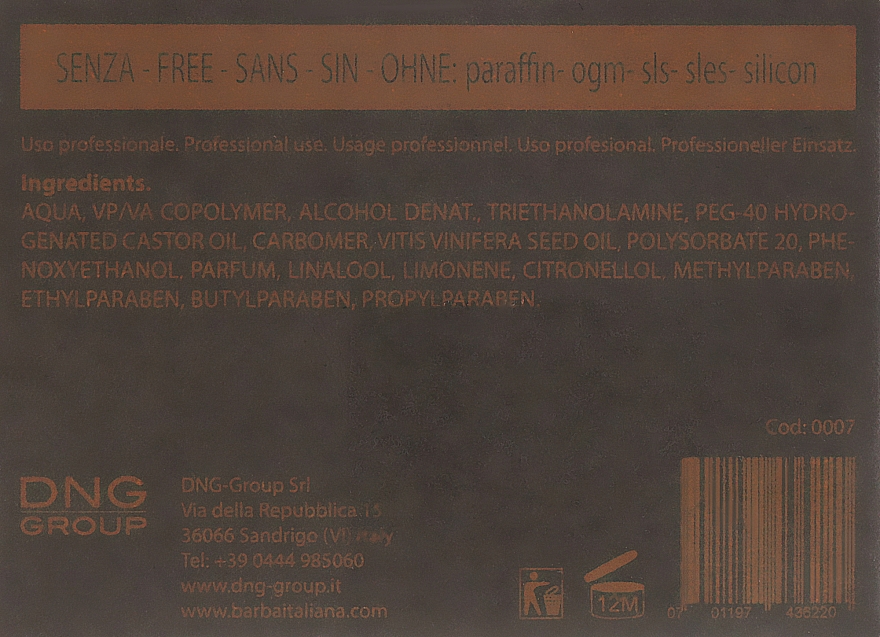 SENZA - FREE - SANS - SIN - OHNE: paraffin- ogm- sls- sles- silicon
Uso professionale. Professional use. Usage professionnel. Uso profesional. Professioneller Einsatz.
Ingredients.
AQUA, VP/VA COPOLYMER, ALCOHOL DENAT., TRIETHANOLAMINE, PEG-40 HYDRO-
GENATED CASTOR OIL, CARBOMER, VITIS VINIFERA SEED OIL, POLYSORBATE 20, PHE-
NOXYETHANOL, PARFUM, LINALOOL, LIMONENE, CITRONELLOL, METHYLPARABEN,
ETHYLPARABEN, BUTYLPARABEN, PROPYLPARABEN.
Cod: 0007
DNG
GROUP
DNG-Group Srl
Via della Repubblica
36066 Sandrigo (VI) Italy
Tel: +39 0444 985060
www.dng-group.it
www.barbaitaliana.com
12M
07 01197 436220